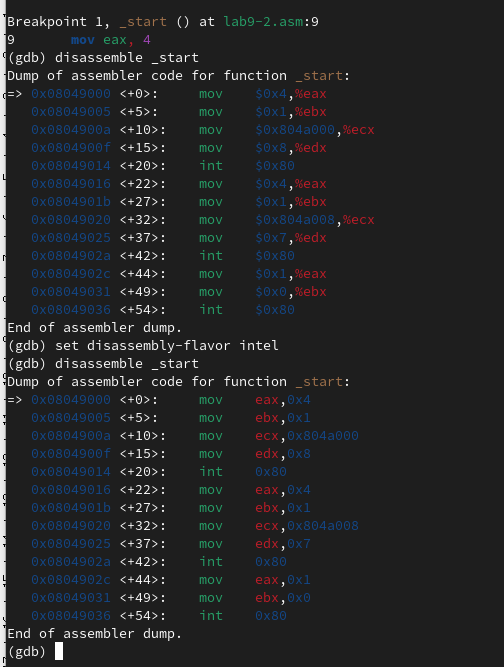 Breakpoint 1, _start () at lab9-2.asm:9
9       mov eax, 4
(gdb) disassemble _start
Dump of assembler code for function _start:
=> 0x08049000 <+0>:     mov    $0x4,%eax
   0x08049005 <+5>:     mov    $0x1,%ebx
   0x0804900a <+10>:    mov    $0x804a000,%ecx
   0x0804900f <+15>:    mov    $0x8,%edx
   0x08049014 <+20>:    int    $0x80
   0x08049016 <+22>:    mov    $0x4,%eax
   0x0804901b <+27>:    mov    $0x1,%ebx
   0x08049020 <+32>:    mov    $0x804a008,%ecx
   0x08049025 <+37>:    mov    $0x7,%edx
   0x0804902a <+42>:    int    $0x80
   0x0804902c <+44>:    mov    $0x1,%eax
   0x08049031 <+49>:    mov    $0x0,%ebx
   0x08049036 <+54>:    int    $0x80
End of assembler dump.
(gdb) set disassembly-flavor intel
(gdb) disassemble _start
Dump of assembler code for function _start:
=> 0x08049000 <+0>:     mov    eax,0x4
   0x08049005 <+5>:     mov    ebx,0x1
   0x0804900a <+10>:    mov    ecx,0x804a000
   0x0804900f <+15>:    mov    edx,0x8
   0x08049014 <+20>:    int    0x80
   0x08049016 <+22>:    mov    eax,0x4
   0x0804901b <+27>:    mov    ebx,0x1
   0x08049020 <+32>:    mov    ecx,0x804a008
   0x08049025 <+37>:    mov    edx,0x7
   0x0804902a <+42>:    int    0x80
   0x0804902c <+44>:    mov    eax,0x1
   0x08049031 <+49>:    mov    ebx,0x0
   0x08049036 <+54>:    int    0x80
End of assembler dump.
(gdb)